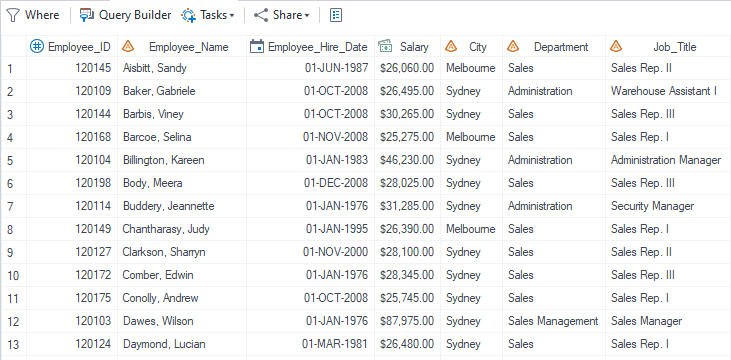 Where Query Builder Tasks Share
Employee_ID Employee_Name Employee_Hire_Date Salary City Department Job_Title
1 120145 Aisbitt, Sandy 01-JUN-1987 $26,060.00 Melbourne Sales Sales Rep. II
2 120109 Baker, Gabriele 01-OCT-2008 $26,495.00 Sydney Administration Warehouse Assistant I
3 120144 Barbis, Viney 01-OCT-2008 $30,265.00 Sydney Sales Sales Rep. III
4 120168 Barcoe, Selina 01-NOV-2008 $25,275.00 Melbourne Sales Sales Rep. I
5 120104 Billington, Kareen 01-JAN-1983 $46,230.00 Sydney Administration Administration Manager
6 120198 Body, Meera 01-DEC-2008 $28,025.00 Sydney Sales Sales Rep. III
7 120114 Buddery, Jeannette 01-JAN-1976 $31,285.00 Sydney Administration Security Manager
8 120149 Chantharasy, Judy 01-JAN-1995 $26,390.00 Melbourne Sales Sales Rep. I
9 120127 Clarkson, Sharryn 01-NOV-2000 $28,100.00 Sydney Sales Sales Rep. II
10 120172 Comber, Edwin 01-JAN-1976 $28,345.00 Sydney Sales Sales Rep. III
11 120175 Conolly, Andrew 01-OCT-2008 $25,745.00 Sydney Sales Sales Rep. I
12 120103 Dawes, Wilson 01-JAN-1976 $87,975.00 Sydney Sales Management Sales Manager
13 120124 Daymond, Lucian 01-MAR-1981 $26,480.00 Sydney Sales Sales Rep. I